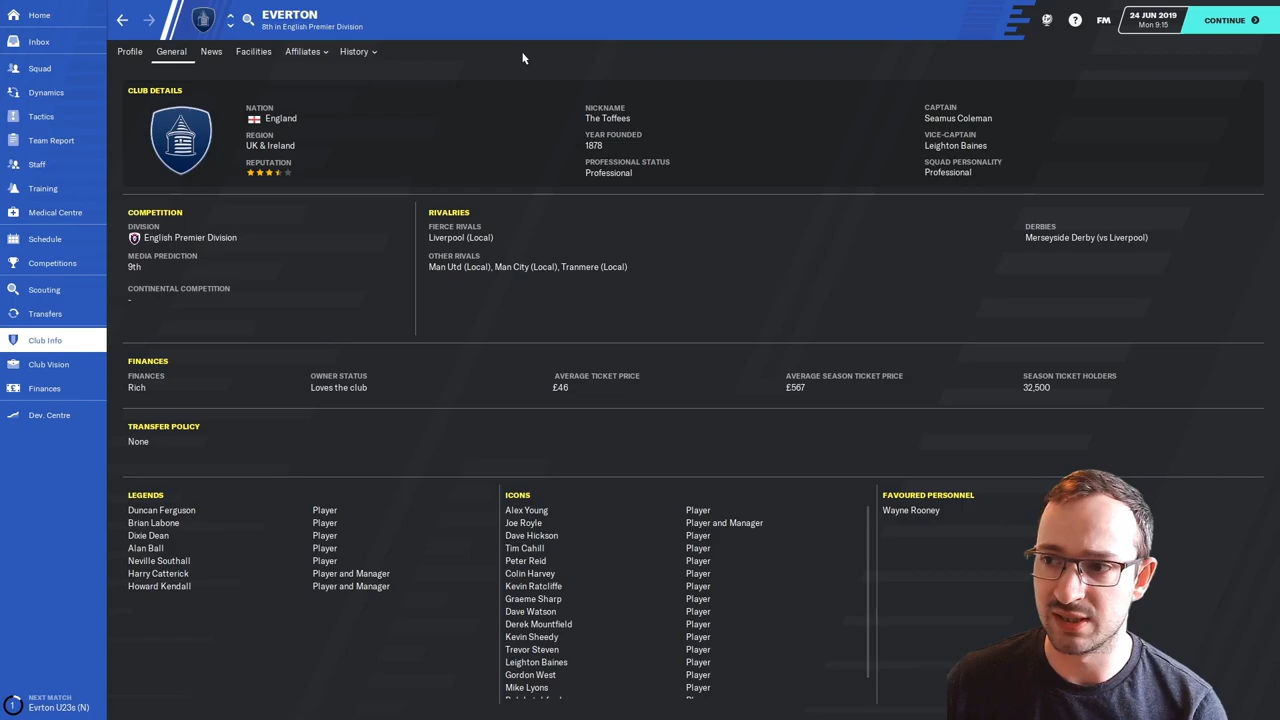 Home
Inbox
Squad
Dynamics
Tactics
Team Report
Staff
Training
Medical Centre
Schedule
Competitions
Scouting
Transfers
Club Info
Club Vision
Finances
Dev. Centre
1
NEXT MATCH
Evrton U23s (N)
EVERTON
8th in English Premier Division
?
FM
24 JUN 2019
Mon 9:15
CONTINUE
Profile
General
News
Facilities
Affiliates
History
CLUB DETAILS
NATION
England
REGION
UK & Ireland
REPUTATION
NICKNAME
The Toffees
YEAR FOUNDED
1878
PROFESSIONAL STATUS
Professional
CAPTAIN
Seamus Coleman
VICE-CAPTAIN
Leighton Baines
SQUAD PERSONALITY
Professional
COMPETITION
DIVISION
English Premier Division
MEDIA PREDICTION
9th
CONTINENTAL COMPETITION
-
RIVALRIES
FIERCE RIVALS
Liverpool (Local)
OTHER RIVALS
Man Utd (Local), Man City (Local), Tranmere (Local)
DERBIES
Merseyside Derby (vs Liverpool)
FINANCES
FINANCES
Rich
OWNER STATUS
Loves the club
AVERAGE TICKET PRICE
£46
AVERAGE SEASON TICKET PRICE
£567
SEASON TICKET HOLDERS
32,500
TRANSFER POLICY
None
LEGENDS
Duncan Ferguson Player
Brian Labone Player
Dixie Dean Player
Alan Ball Player
Neville Southall Player
Harry Catterick Player and Manager
Howard Kendall Player and Manager
ICONS
Alex Young Player
Joe Royle Player and Manager
Dave Hickson Player
Tim Cahill Player
Peter Reid Player
Colin Harvey Player
Kevin Ratcliffe Player
Graeme Sharp Player
Dave Watson Player
Derek Mountfield Player
Kevin Sheedy Player
Trevor Steven Player
Leighton Baines Player
Gordon West Player
Mike Lyons Player
FAVOURED PERSONNEL
Wayne Rooney